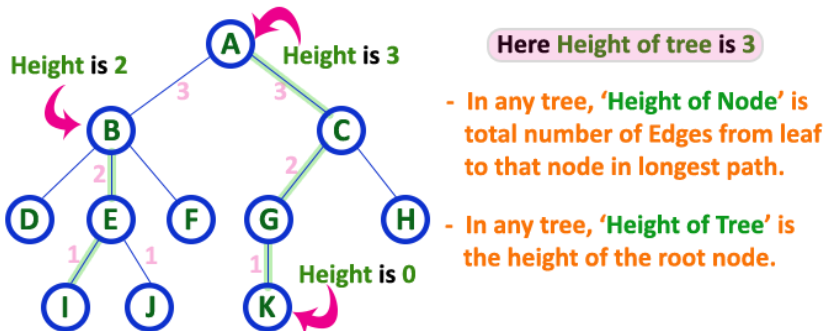 A
Height is 3
Here Height of tree is 3
Height is 2
3
3
- In any tree, ‘Height of Node’ is
total number of Edges from leaf
to that node in longest path.
B
C
2
2
D
E
F
G
H
- In any tree, ‘Height of Tree’ is
the height of the root node.
1
1
1
Height is 0
I
J
K